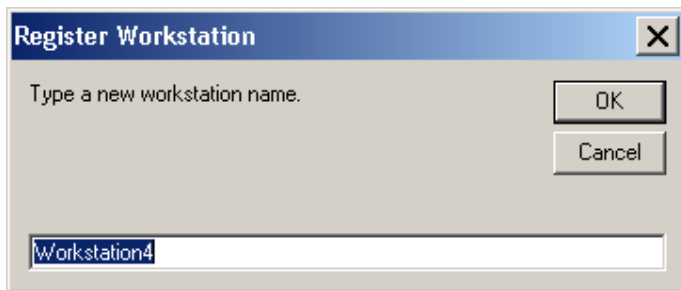 Register Workstation
Type a new workstation name.
OK
Cancel
Workstation4